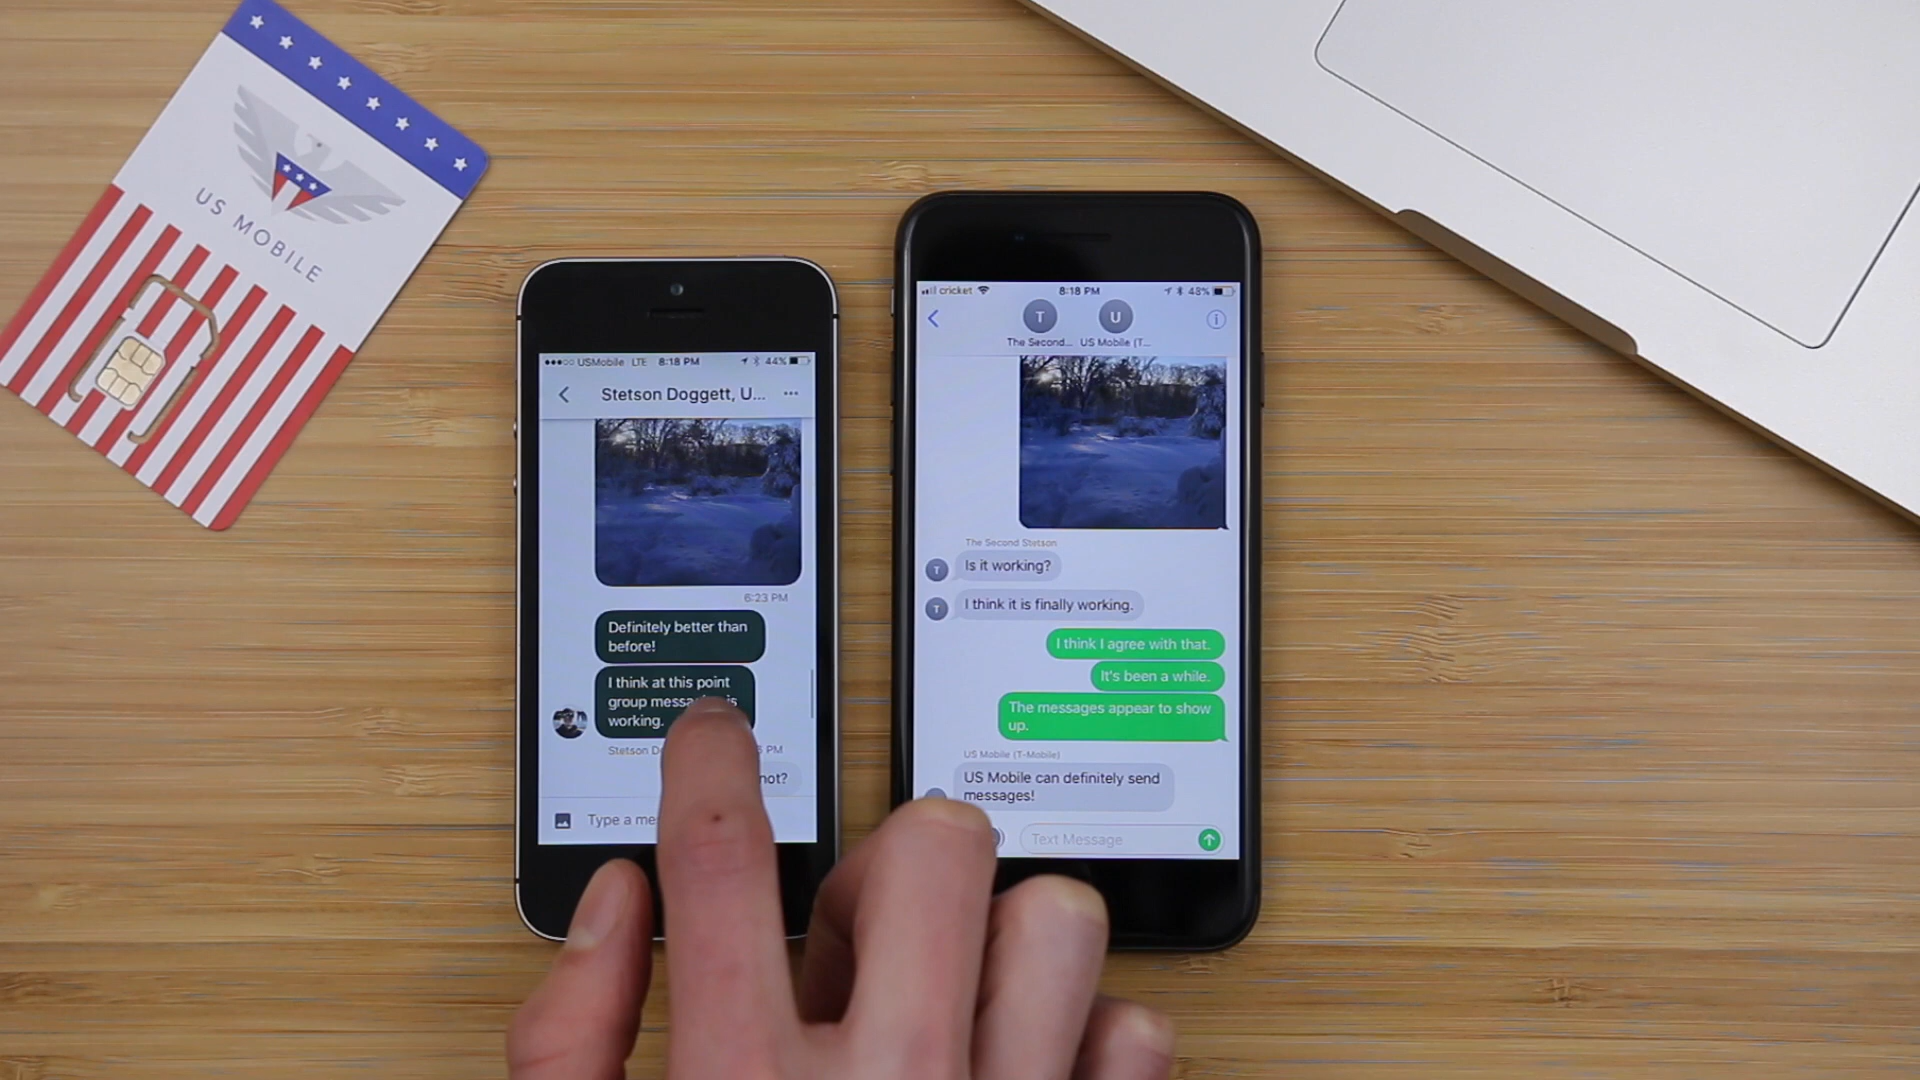 US MOBILE
USMobile LTE 8:18 PM 44%
Stetson Doggett, U...
6:23 PM
Definitely better than
before!
I think at this point
group
working.
Stetson
PM
not?
Type a
cricket 8:18 PM 48%
T U
The Second... US Mobile (T...
The Second Stetson
T Is it working?
T I think it is finally working.
I think I agree with that.
It's been a while.
The messages appear to show
up.
US Mobile (T-Mobile)
US Mobile can definitely send
messages!
Text Message